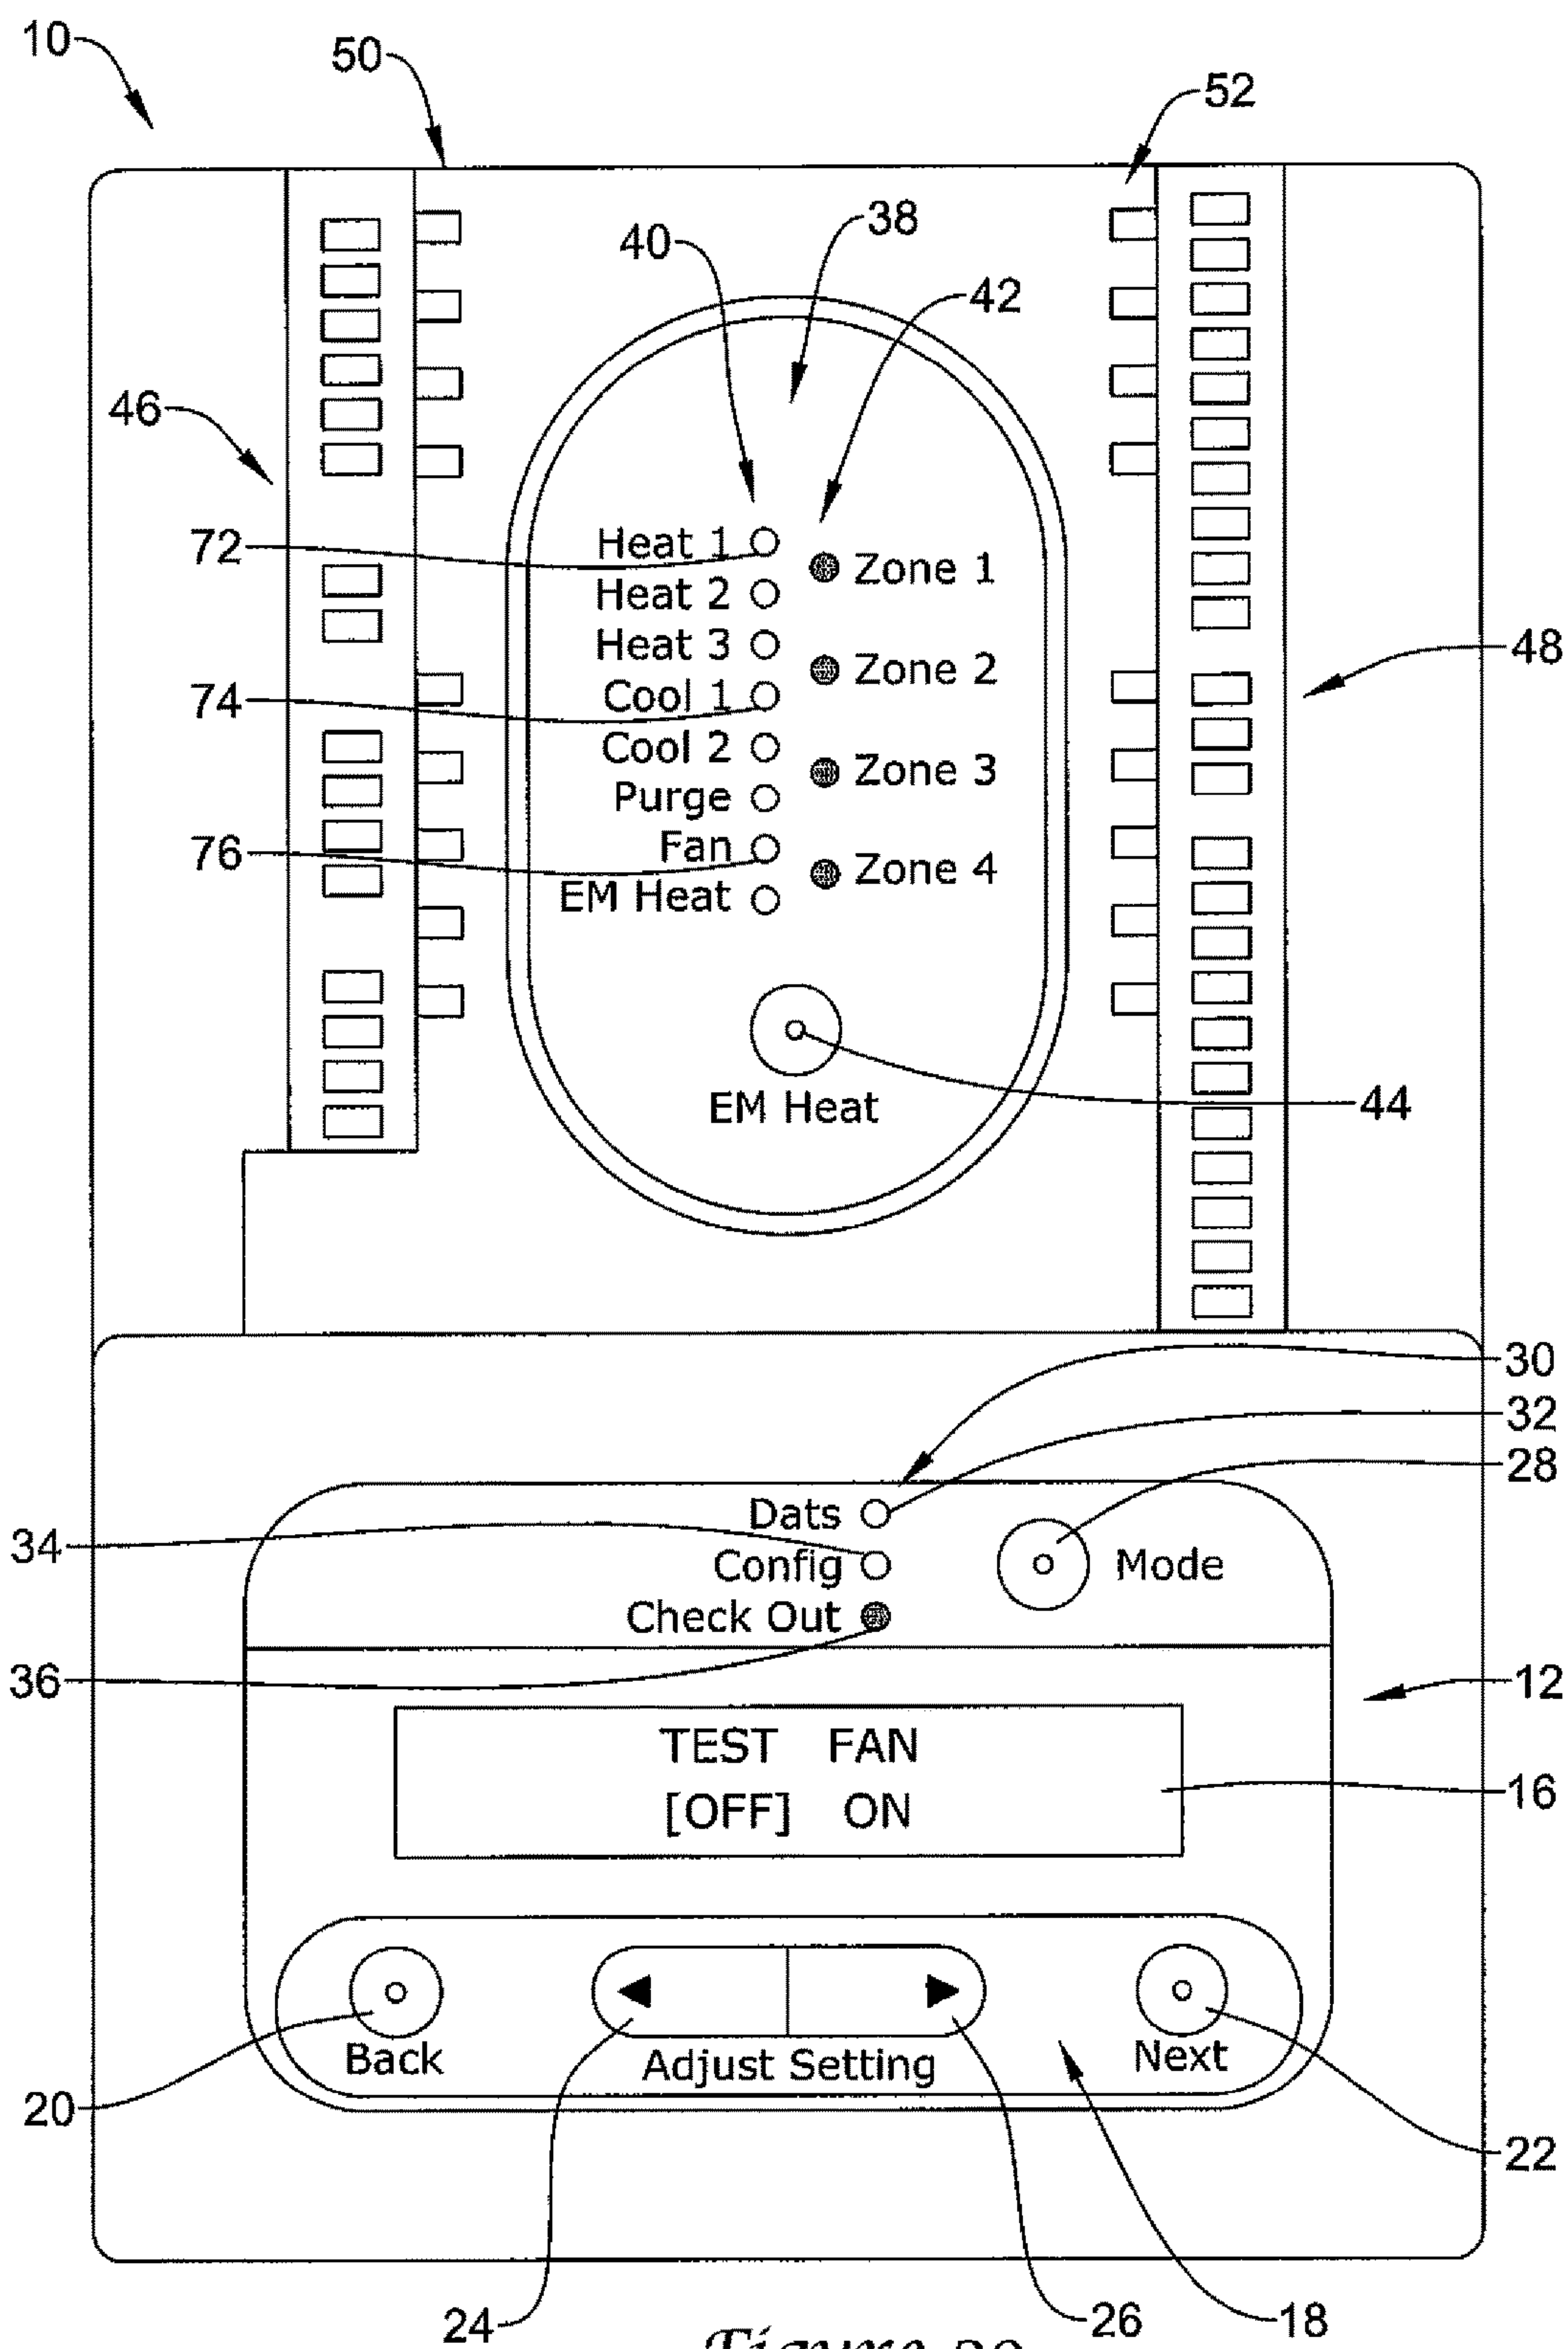 10
50
52
38
40
42
46
72
Heat 1
Zone 1
Heat 2
Heat 3
48
Zone 2
74
Cool 1
Cool 2
Zone 3
Purge
76
Fan
Zone 4
EM Heat
EM Heat
44
30
32
28
Dats
34
Config
Mode
Check Out
36
12
TEST FAN
16
[OFF] ON
Back
Adjust Setting
Next
20
22
24
26
18